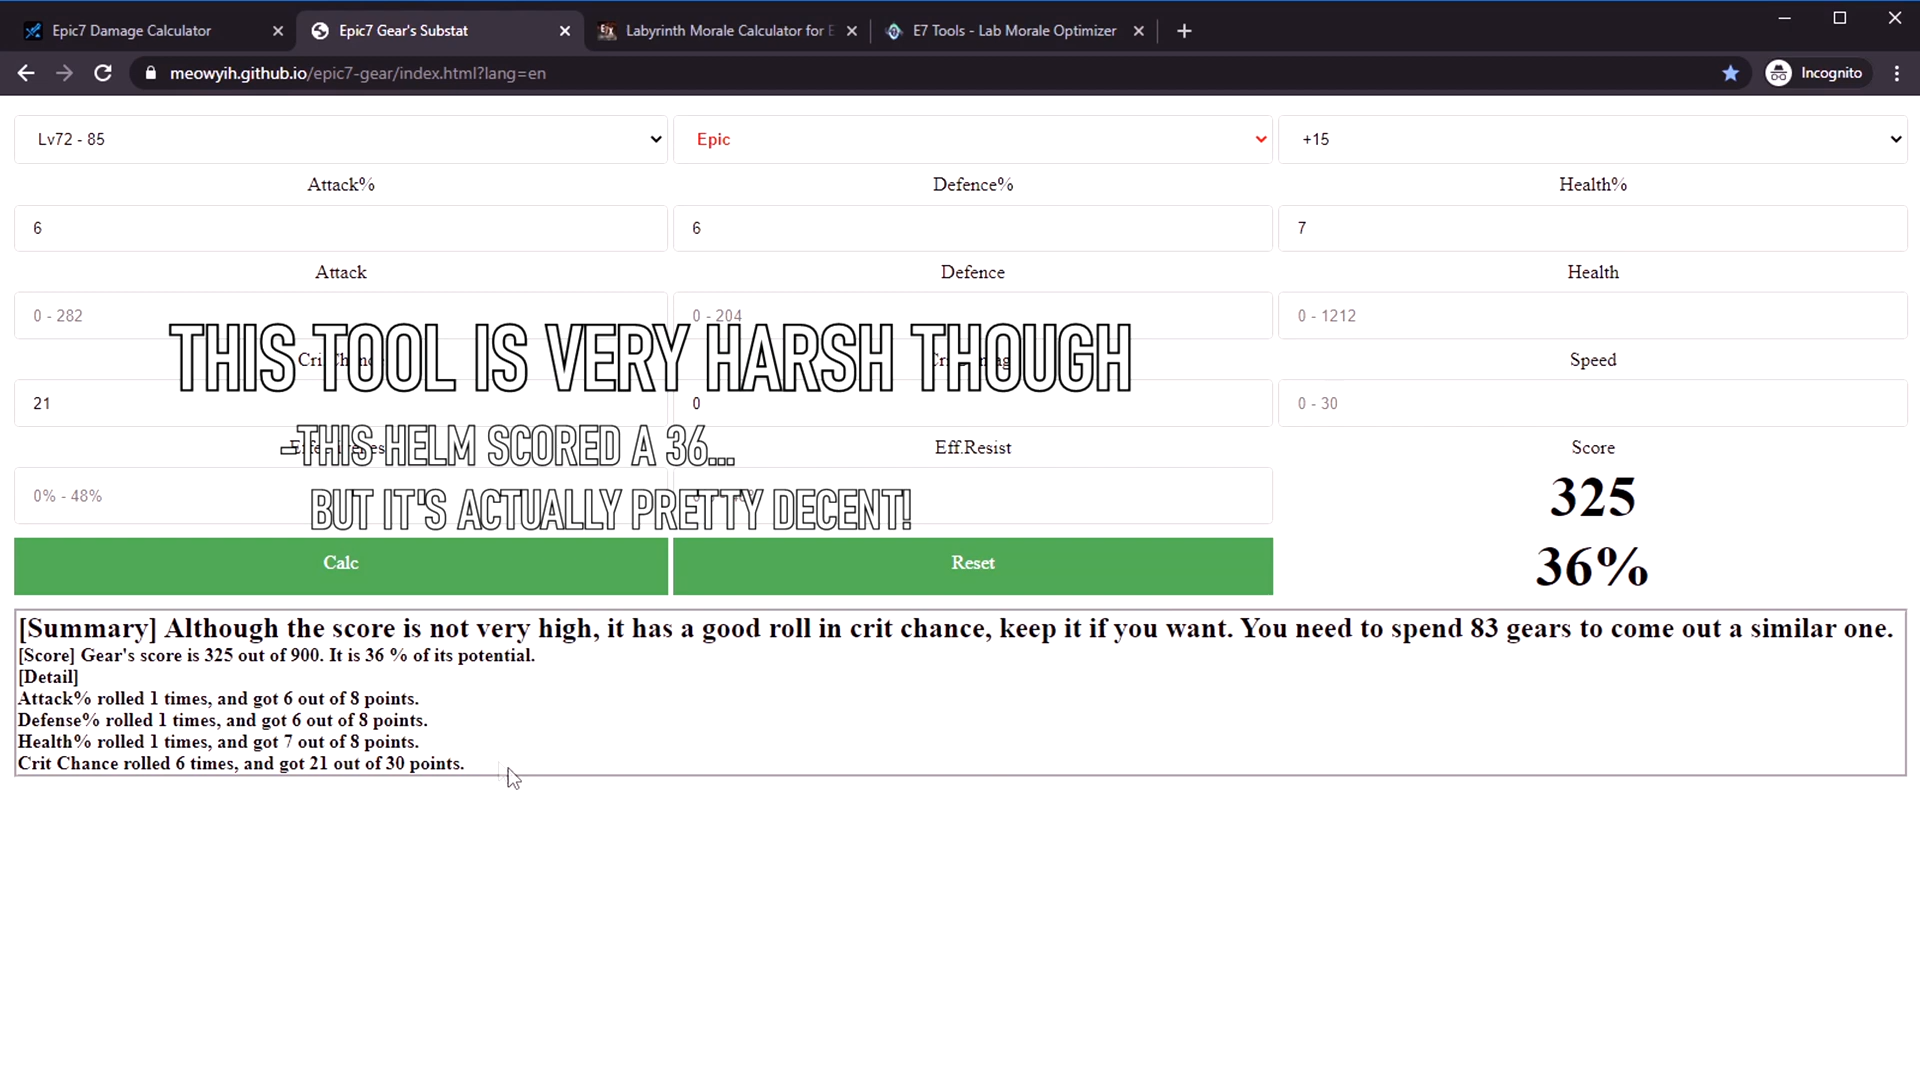 Epic7 Damage Calculator
Epic7 Gear's Substat
Labyrinth Morale Calculator for E
E7 Tools - Lab Morale Optimizer
meowyih.github.io/epic7-gear/index.html?lang=en
Incognito
Lv72 - 85
Epic
+15
Attack%
Defence%
Health%
6
6
7
Attack
Defence
Health
0 - 282
0 - 204
0 - 1212
THIS TOOL IS VERY HARSH THOUGH
Speed
21
0
0 - 30
-THIS HELM SCORED A 36...
Eff.Resist
Score
0% - 48%
BUT IT'S ACTUALLY PRETTY DECENT!
325
Calc
Reset
36%
[Summary] Although the score is not very high, it has a good roll in crit chance, keep it if you want. You need to spend 83 gears to come out a similar one.
[Score] Gear's score is 325 out of 900. It is 36 % of its potential.
[Detail]
Attack% rolled 1 times, and got 6 out of 8 points.
Defense% rolled 1 times, and got 6 out of 8 points.
Health% rolled 1 times, and got 7 out of 8 points.
Crit Chance rolled 6 times, and got 21 out of 30 points.